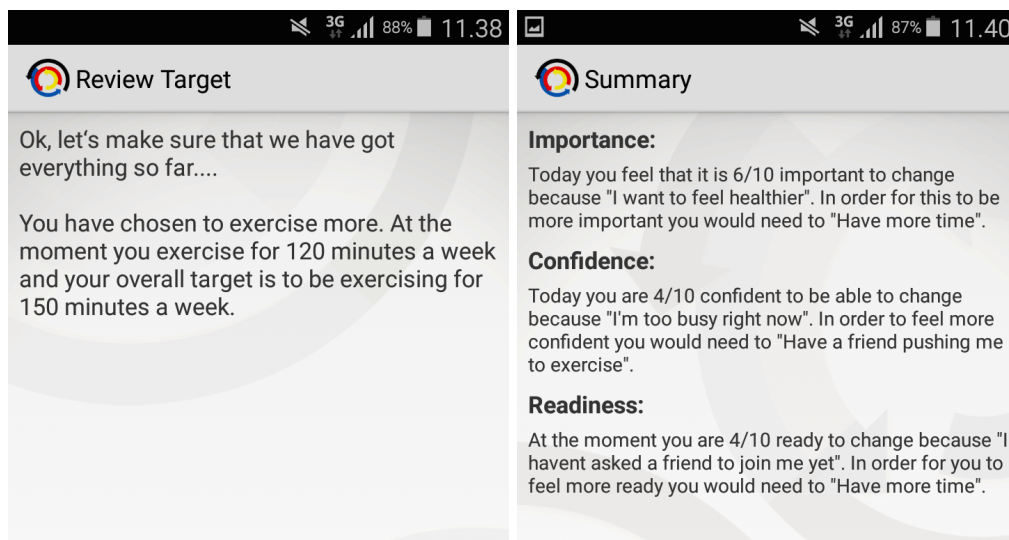 3G 88% 11.38
Review Target
Ok, let‘s make sure that we have got
everything so far....
You have chosen to exercise more. At the
moment you exercise for 120 minutes a week
and your overall target is to be exercising for
150 minutes a week.
3G 87% 11.40
Summary
Importance:
Today you feel that it is 6/10 important to change
because "I want to feel healthier". In order for this to be
more important you would need to "Have more time".
Confidence:
Today you are 4/10 confident to be able to change
because "I'm too busy right now". In order to feel more
confident you would need to "Have a friend pushing me
to exercise".
Readiness:
At the moment you are 4/10 ready to change because "I
havent asked a friend to join me yet". In order for you to
feel more ready you would need to "Have more time".